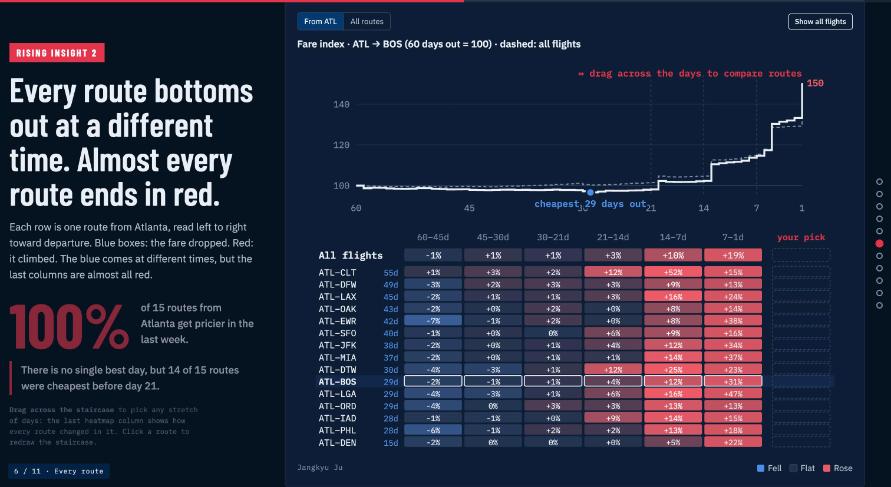 RISING INSIGHT 2
Every route bottoms
out at a different
time. Almost every
route ends in red.
Each row is one route from Atlanta, read left to right
toward departure. Blue boxes: the fare dropped. Red:
it climbed. The blue comes at different times, but the
last columns are almost all red.
100%
of 15 routes from
Atlanta get pricier in the
last week.
There is no single best day, but 14 of 15 routes
were cheapest before day 21.
Drag across the staircase to pick any stretch
of days: the last heatmap column shows how
every route changed in it. Click a route to
redraw the staircase.
6 / 11 · Every route
From ATL All routes
Show all flights
Fare index · ATL → BOS (60 days out = 100) · dashed: all flights
↔ drag across the days to compare routes
150
140
120
100
cheapest 29 days out
60 45 30 21 14 7 1
60–45d 45–30d 30–21d 21–14d 14–7d 7–1d your pick
All flights -1% +1% +1% +3% +10% +19%
ATL–CLT 55d +1% +3% +2% +12% +52% +15%
ATL–DFW 49d -3% +2% +3% +3% +9% +13%
ATL–LAX 45d -2% +1% +1% +3% +16% +24%
ATL–OAK 43d -2% +0% +2% +0% +8% +14%
ATL–EWR 42d -7% -1% +2% +0% +8% +38%
ATL–SFO 40d -1% +0% 0% +6% +9% +16%
ATL–JFK 38d -2% +0% +1% +4% +12% +34%
ATL–MIA 37d -2% +0% +1% +1% +14% +37%
ATL–DTW 30d -4% -3% +1% +12% +25% +23%
ATL–BOS 29d -2% -1% +1% +4% +12% +31%
ATL–LGA 29d -4% -3% +1% +6% +16% +47%
ATL–ORD 29d -4% 0% +3% +3% +13% +13%
ATL–IAD 28d -1% -1% +0% +9% +14% +15%
ATL–PHL 28d -6% -1% +2% +1% +13% +18%
ATL–DEN 15d -2% 0% 0% +0% +5% +22%
Jangkyu Ju
Fell Flat Rose